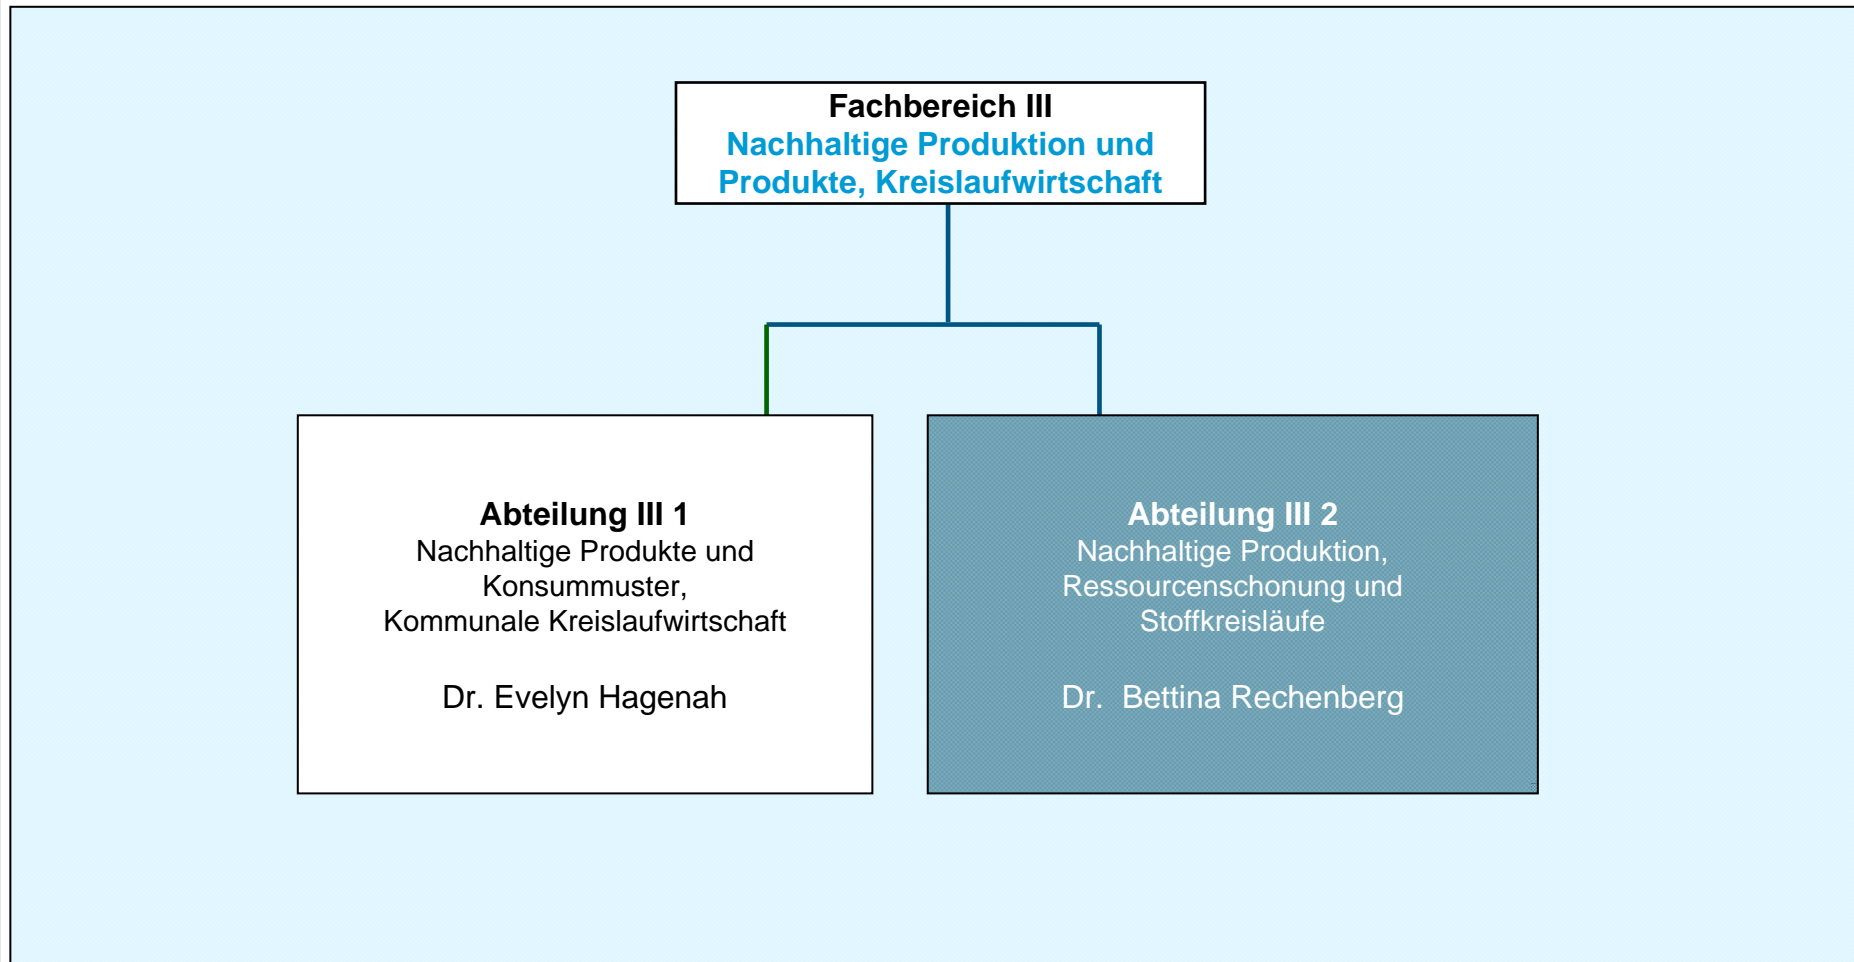 Fachbereich III
Nachhaltige Produktion und
Produkte, Kreislaufwirtschaft
Abteilung III 1
Nachhaltige Produkte und
Konsummuster,
Kommunale Kreislaufwirtschaft
Dr. Evelyn Hagenah
Abteilung III 2
Nachhaltige Produktion,
Ressourcenschonung und
Stoffkreisläufe
Dr.  Bettina Rechenberg